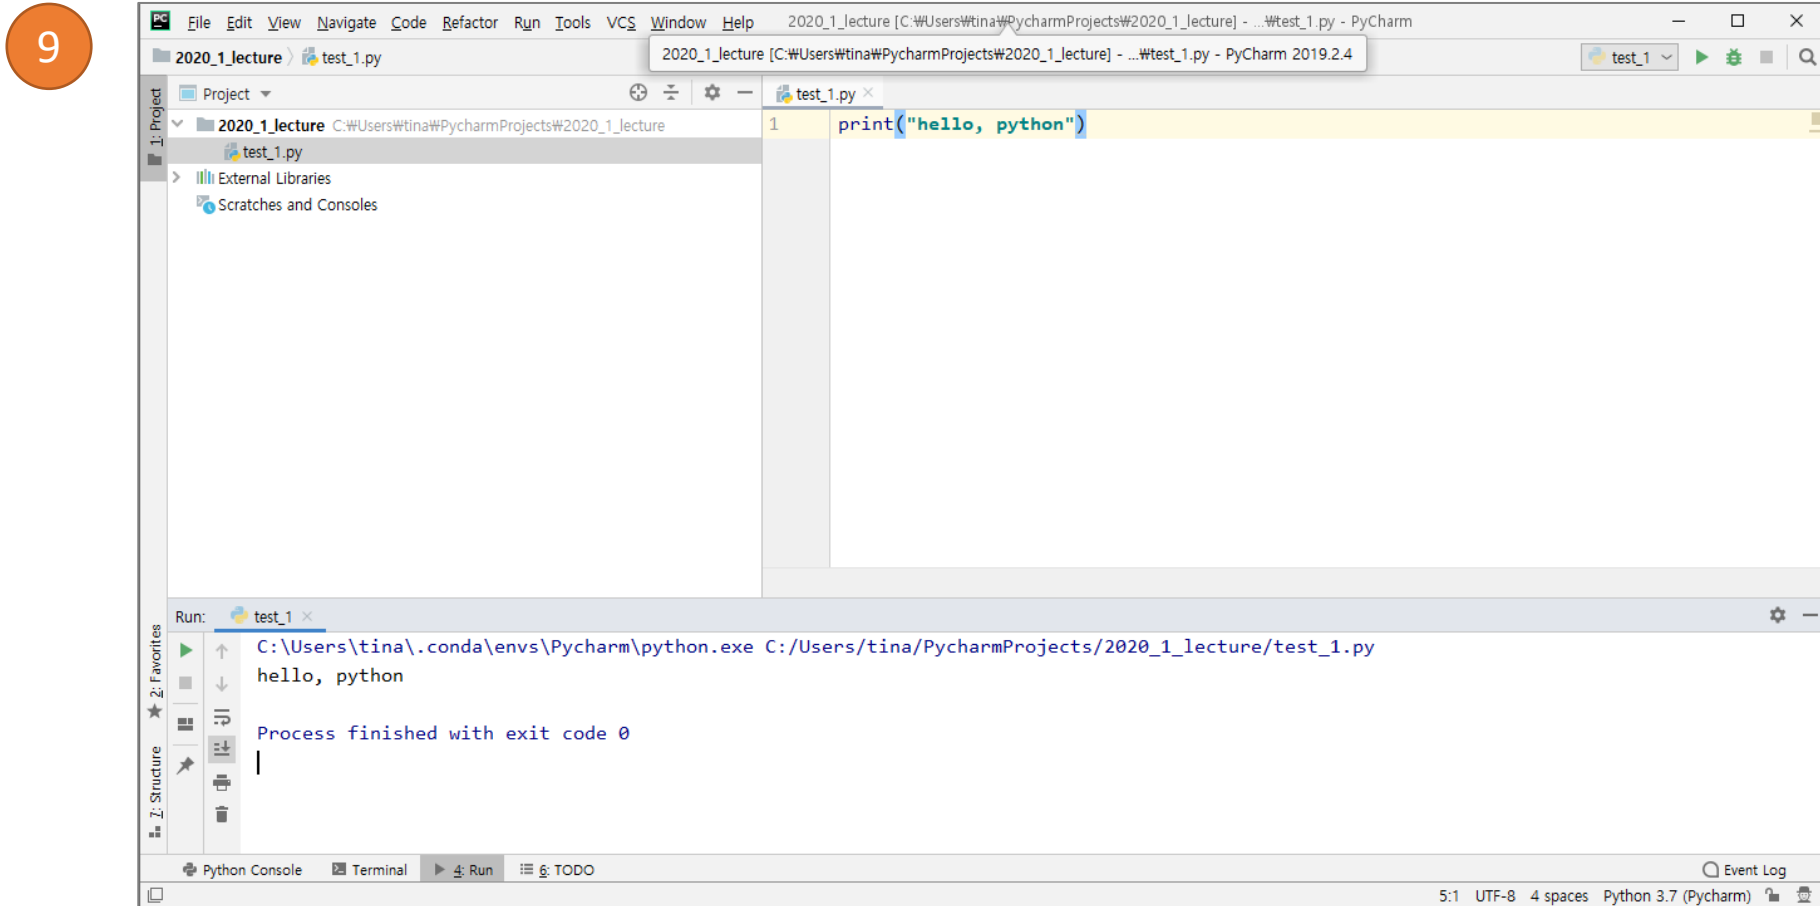 9
PC File Edit View Navigate Code Refactor Run Tools VCS Window Help 2020_1_lecture [C:₩Users₩tina₩PycharmProjects₩2020_1_lecture] - ...₩test_1.py - PyCharm
2020_1_lecture test_1.py
2020_1_lecture [C:₩Users₩tina₩PycharmProjects₩2020_1_lecture] - ...₩test_1.py - PyCharm 2019.2.4
test_1
1: Project
Project
test_1.py
2020_1_lecture C:₩Users₩tina₩PycharmProjects₩2020_1_lecture
1 print("hello, python")
test_1.py
External Libraries
Scratches and Consoles
Run: test_1
2: Favorites
7: Structure
C:\Users\tina\.conda\envs\Pycharm\python.exe C:/Users/tina/PycharmProjects/2020_1_lecture/test_1.py
hello, python
Process finished with exit code 0
Python Console Terminal 4: Run 6: TODO Event Log
5:1 UTF-8 4 spaces Python 3.7 (Pycharm)